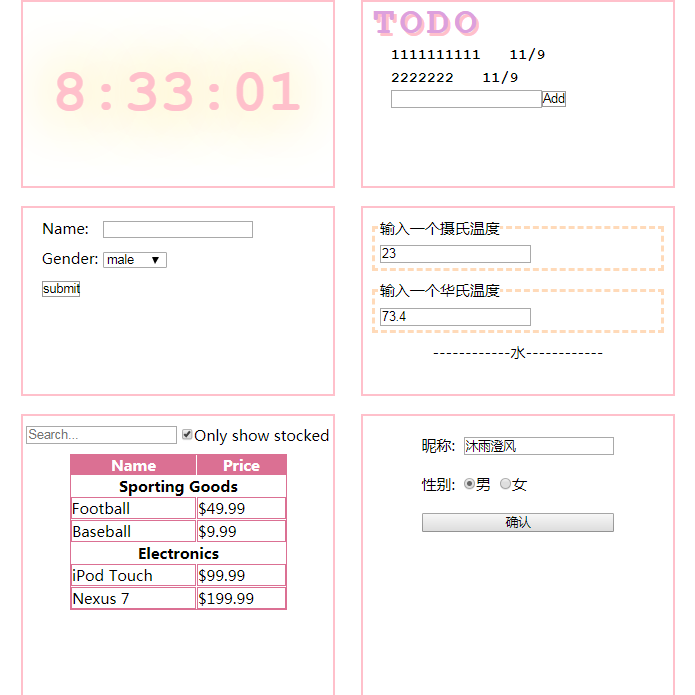 8:33:01
TODO
1111111111 11/9
2222222 11/9
Add
Name:
Gender: male ▼
submit
输入一个摄氏温度
23
输入一个华氏温度
73.4
------------水------------
Search... Only show stocked
Name Price
Sporting Goods
Football $49.99
Baseball $9.99
Electronics
iPod Touch $99.99
Nexus 7 $199.99
昵称: 沐雨澄风
性别: 男 女
确认